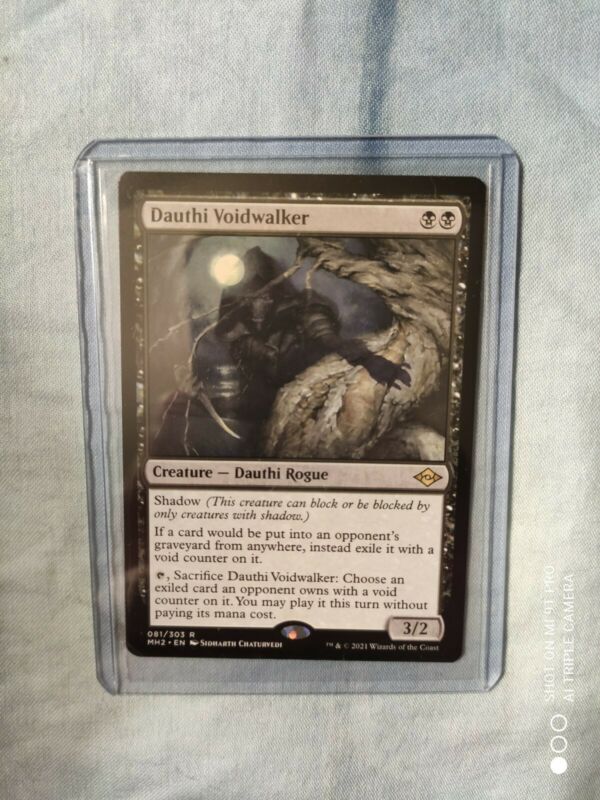 Dauthi Voidwalker
Creature — Dauthi Rogue
Shadow (This creature can block or be blocked by
only creatures with shadow.)
If a card would be put into an opponent's
graveyard from anywhere, instead exile it with a
void counter on it.
, Sacrifice Dauthi Voidwalker: Choose an
exiled card an opponent owns with a void
counter on it. You may play it this turn without
paying its mana cost.
3/2
081/303 R
MH2 • EN Sidharth Chaturvedi
™ & © 2021 Wizards of the Coast
SHOT ON MI 9T PRO
AI TRIPLE CAMERA